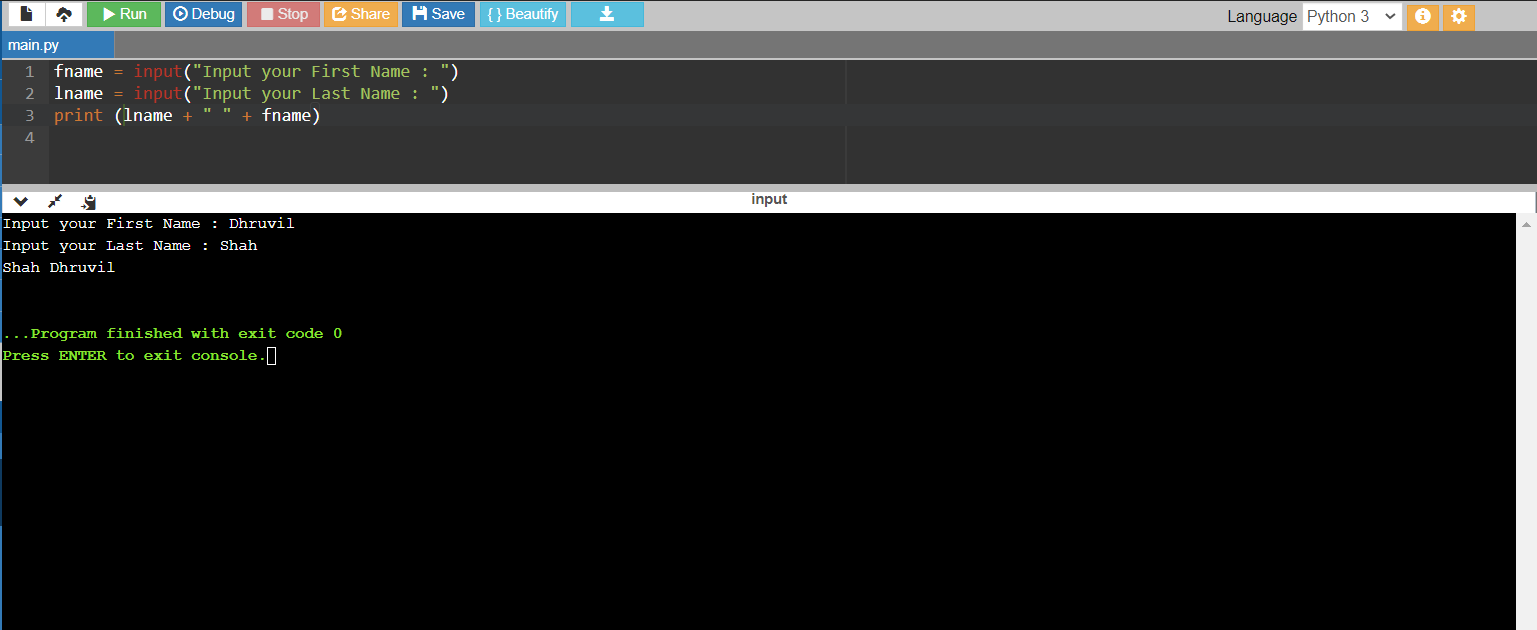 Run Debug Stop Share Save { } Beautify Language Python 3
main.py
1 fname = input("Input your First Name : ")
2 lname = input("Input your Last Name : ")
3 print (lname + " " + fname)
4
input
Input your First Name : Dhruvil
Input your Last Name : Shah
Shah Dhruvil
...Program finished with exit code 0
Press ENTER to exit console.